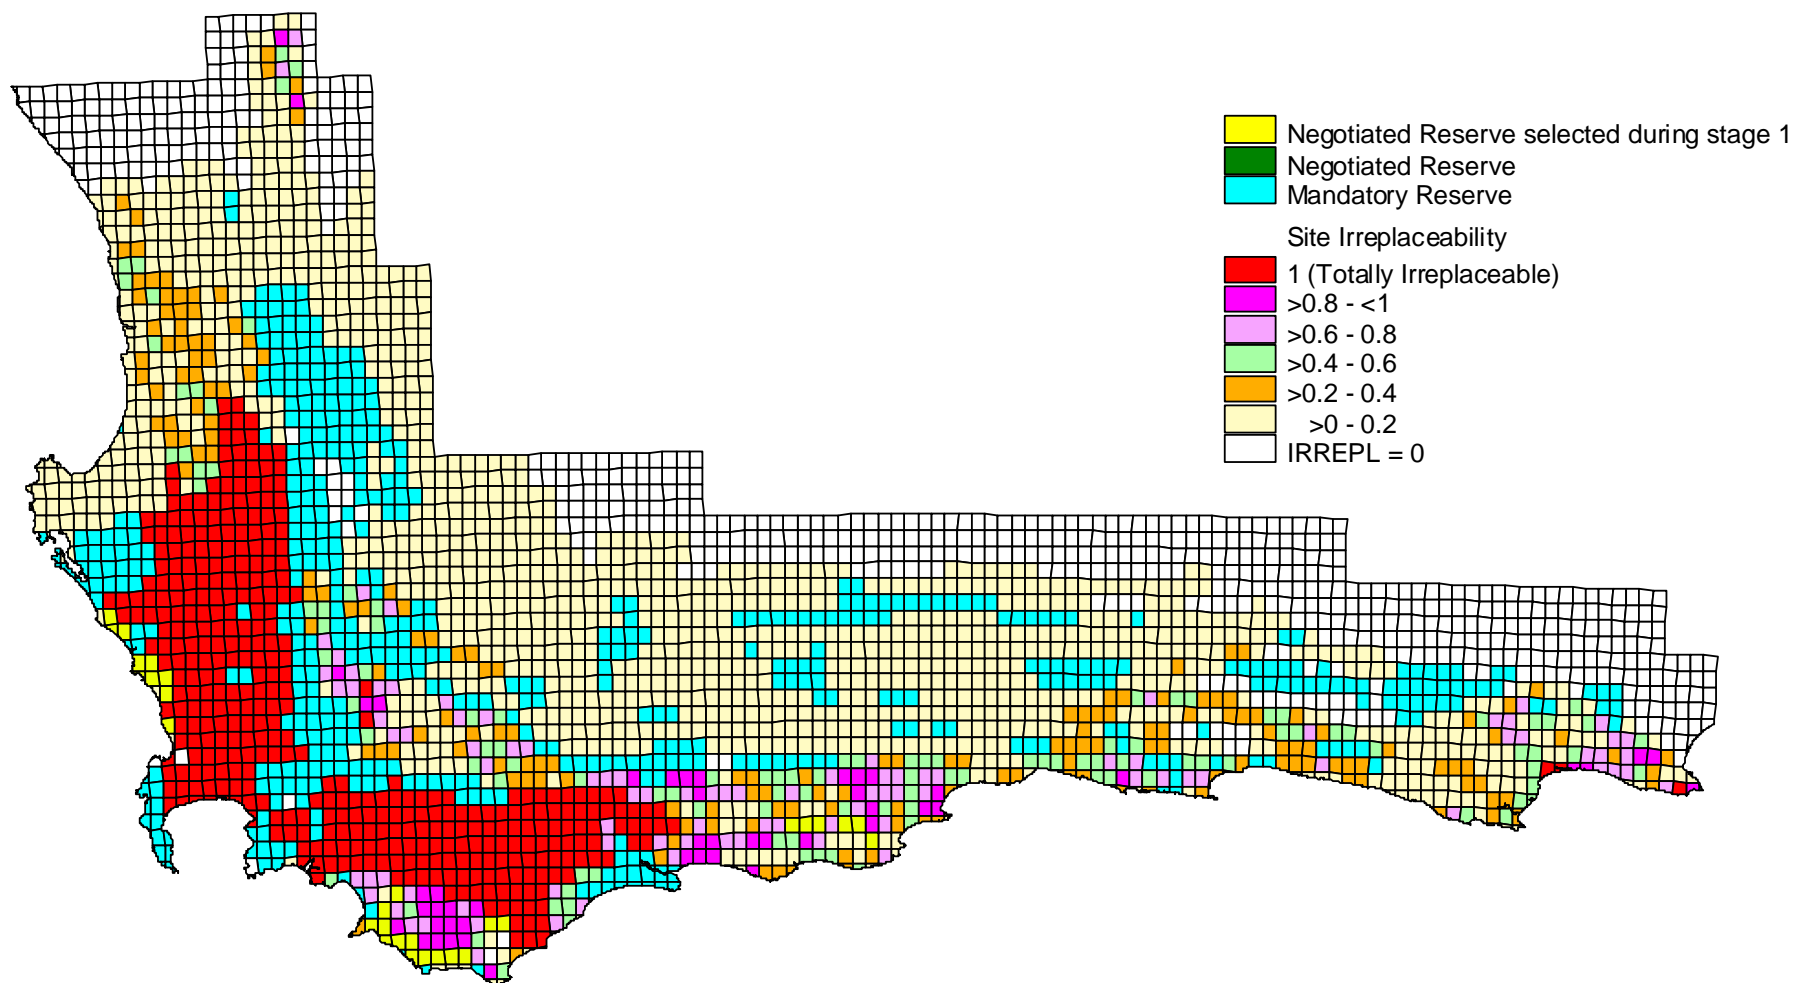 Negotiated Reserve selected during stage 1
Negotiated Reserve
Mandatory Reserve
Site Irreplaceability
1 (Totally Irreplaceable)
>0.8 - <1
>0.6 - 0.8
>0.4 - 0.6
>0.2 - 0.4
>0 - 0.2
IRREPL = 0